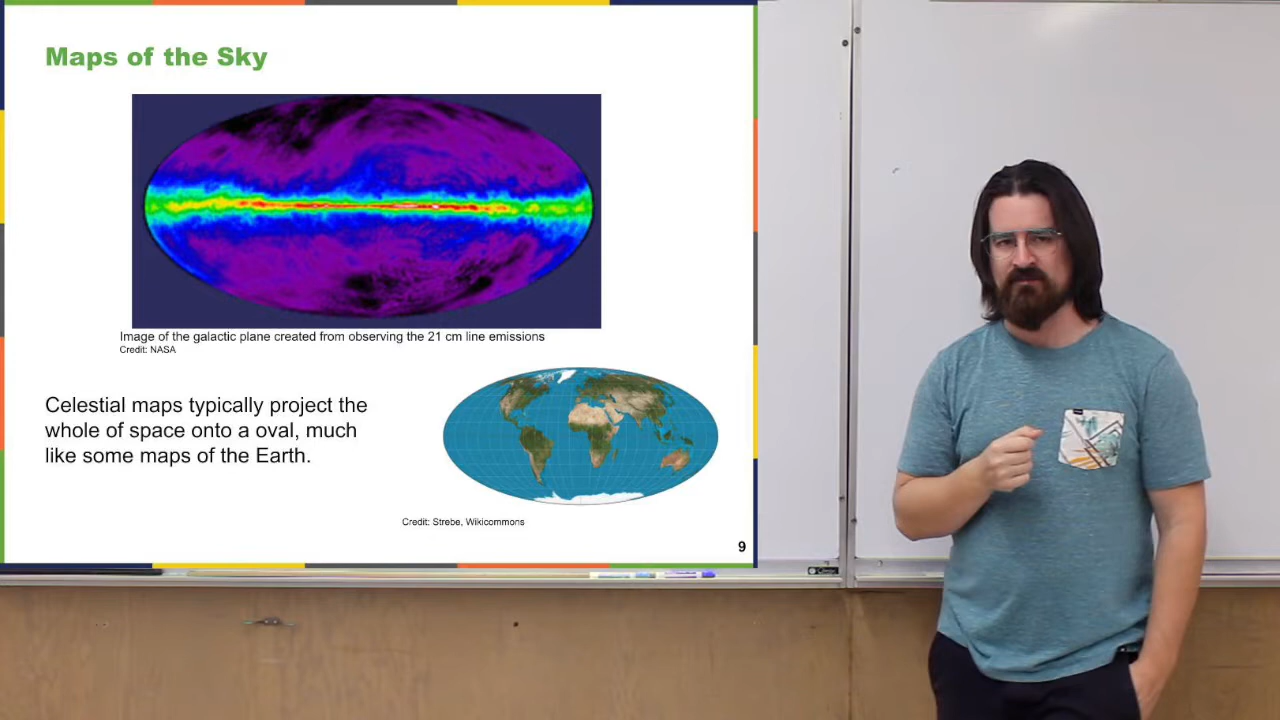 Maps of the Sky
Image of the galactic plane created from observing the 21 cm line emissions
Credit: NASA
Celestial maps typically project the
whole of space onto a oval, much
like some maps of the Earth.
Credit: Strebe, Wikicommons
9